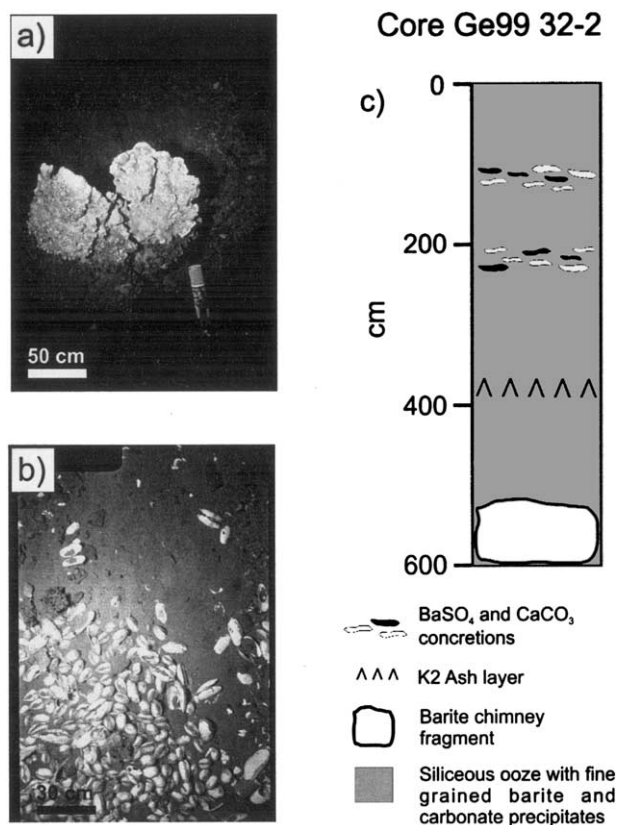 a)
50 cm
b)
30 cm
Core Ge99 32-2
c)
0
200
400
600
cm
BaSO₄ and CaCO₃
concretions
^ ^ ^ K2 Ash layer
Barite chimney
fragment
Siliceous ooze with fine
grained barite and
carbonate precipitates